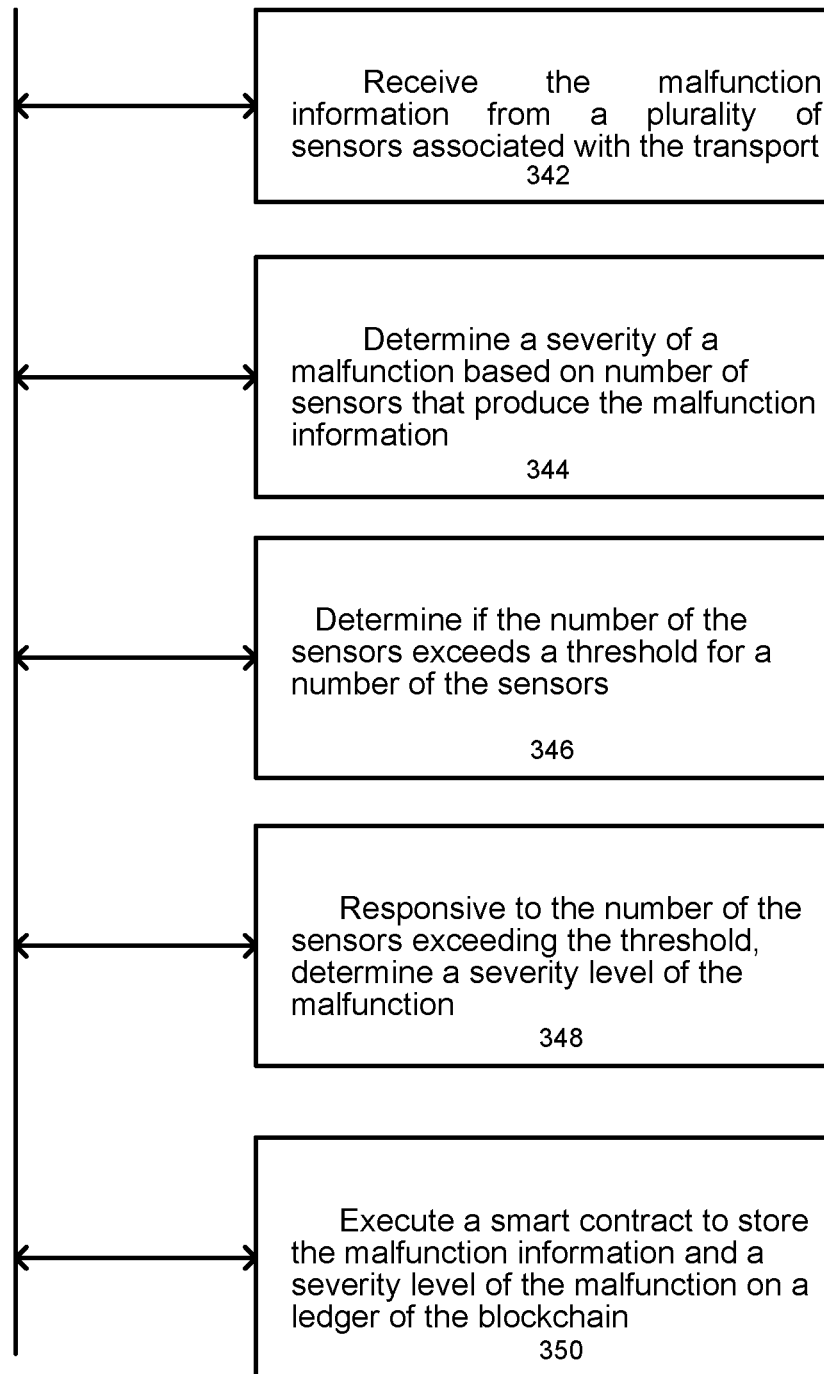 Receive the malfunction
information from a plurality of
sensors associated with the transport
342
Determine a severity of a
malfunction based on number of
sensors that produce the malfunction
information
344
Determine if the number of the
sensors exceeds a threshold for a
number of the sensors
346
Responsive to the number of the
sensors exceeding the threshold,
determine a severity level of the
malfunction
348
Execute a smart contract to store
the malfunction information and a
severity level of the malfunction on a
ledger of the blockchain
350